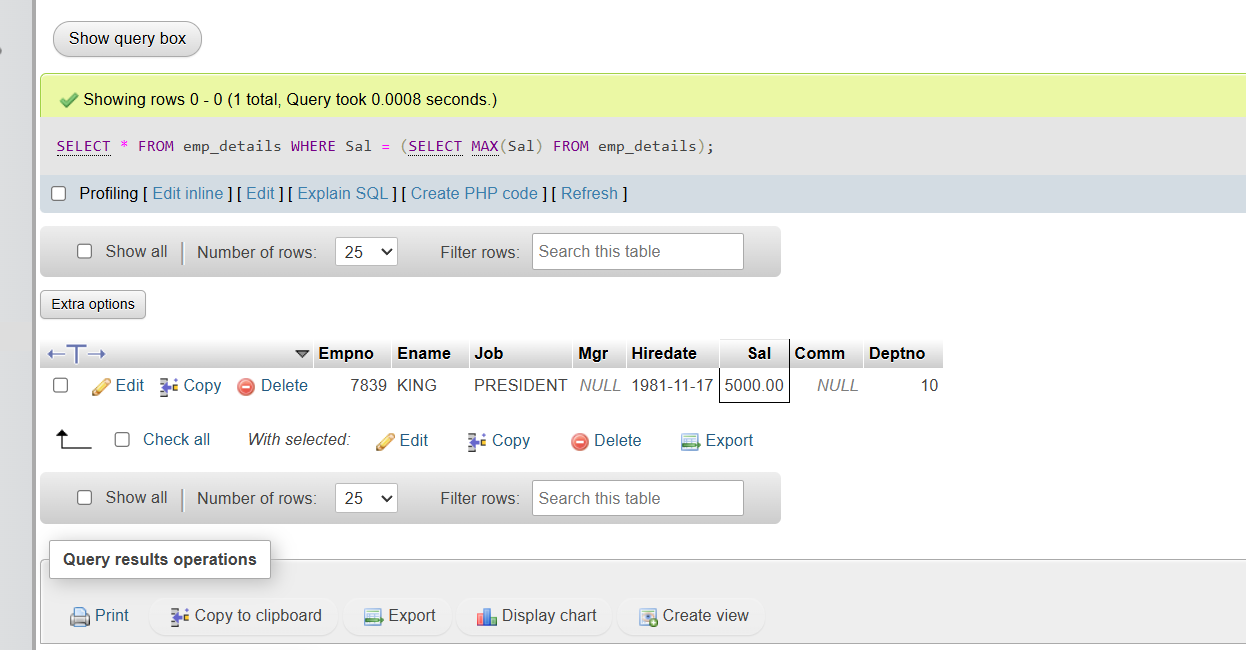 Show query box
Showing rows 0 - 0 (1 total, Query took 0.0008 seconds.)
SELECT * FROM emp_details WHERE Sal = (SELECT MAX(Sal) FROM emp_details);
Profiling [ Edit inline ] [ Edit ] [ Explain SQL ] [ Create PHP code ] [ Refresh ]
Show all Number of rows: 25 Filter rows: Search this table
Extra options
Empno Ename Job Mgr Hiredate Sal Comm Deptno
Edit Copy Delete 7839 KING PRESIDENT NULL 1981-11-17 5000.00 NULL 10
Check all With selected: Edit Copy Delete Export
Show all Number of rows: 25 Filter rows: Search this table
Query results operations
Print Copy to clipboard Export Display chart Create view